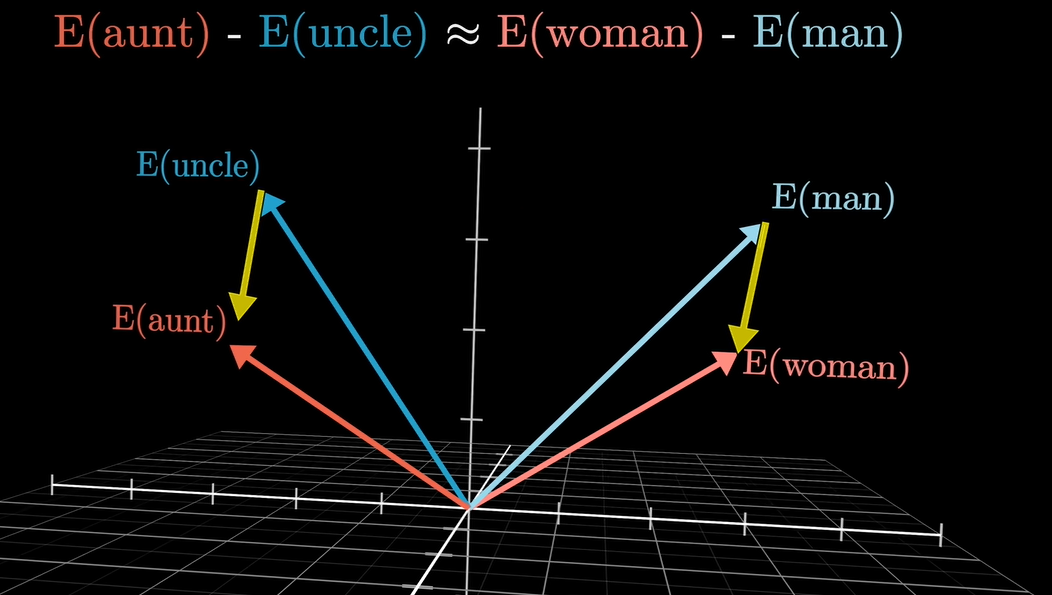 E(aunt) - E(uncle) ≈ E(woman) - E(man)
E(uncle)
E(man)
E(aunt)
E(woman)